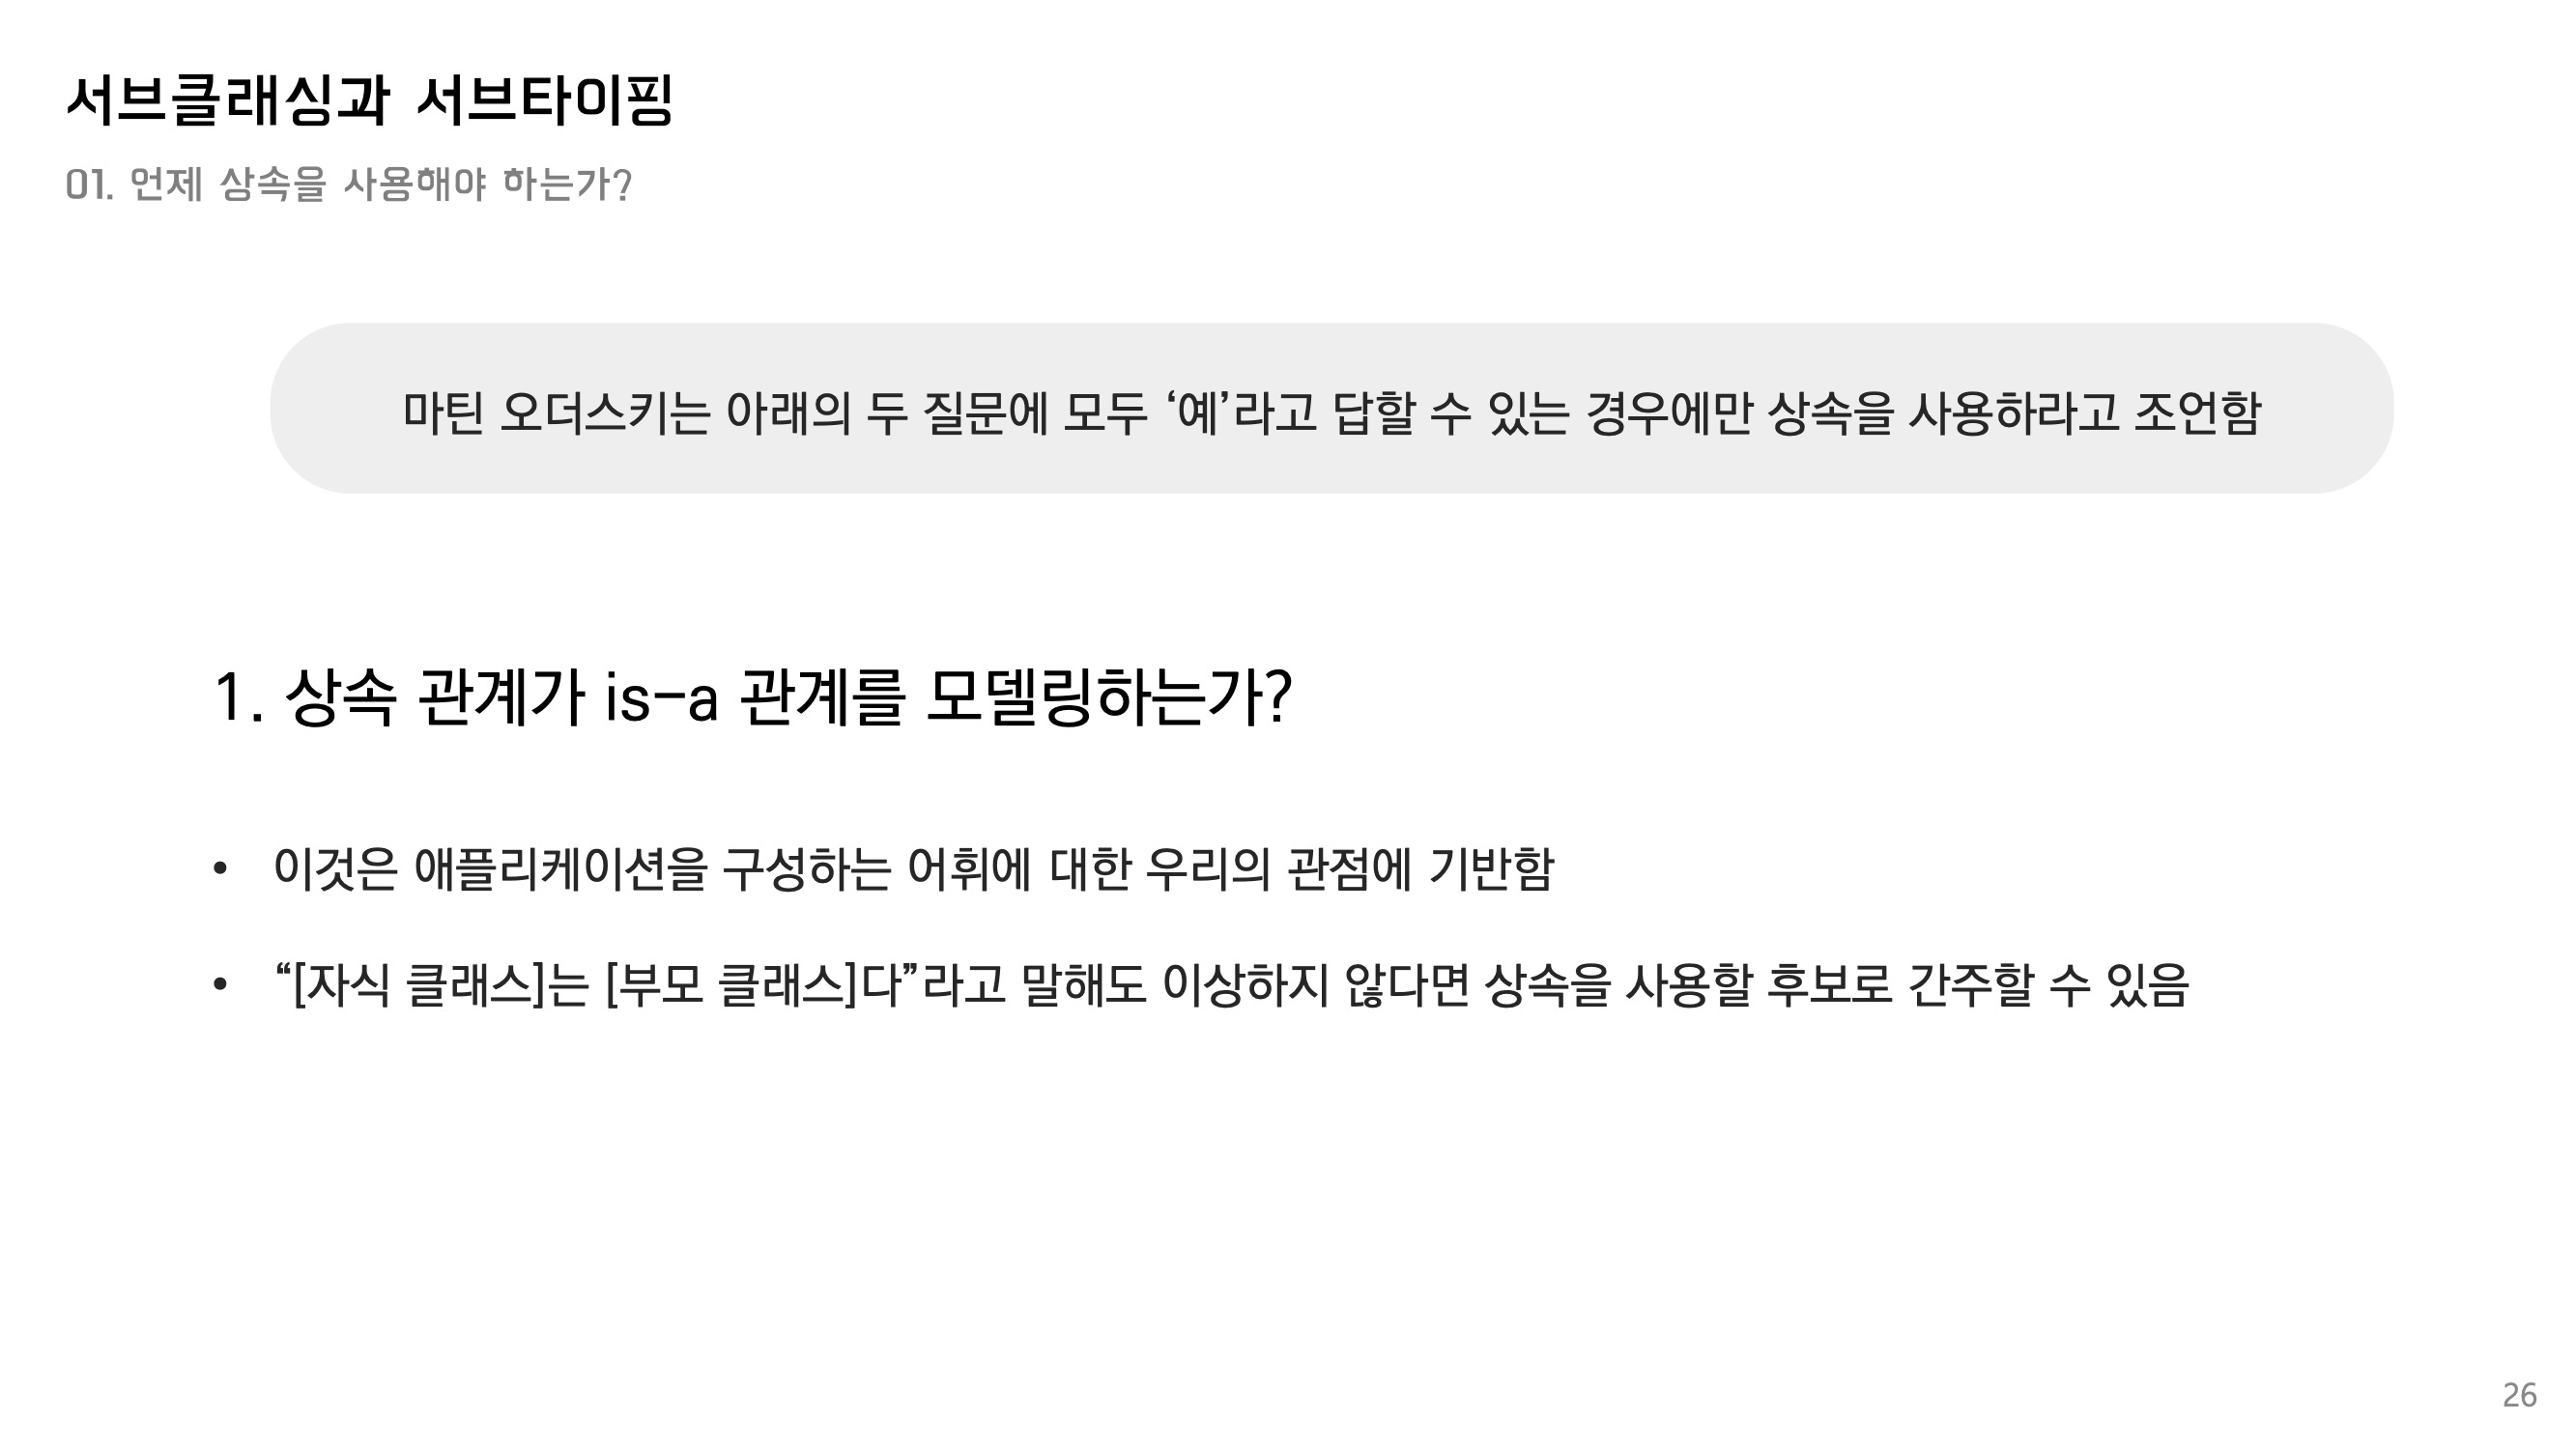 서브클래싱과 서브타이핑
01. 언제 상속을 사용해야 하는가?
마틴 오더스키는 아래의 두 질문에 모두 ‘예’라고 답할 수 있는 경우에만 상속을 사용하라고 조언함
1. 상속 관계가 is-a 관계를 모델링하는가?
• 이것은 애플리케이션을 구성하는 어휘에 대한 우리의 관점에 기반함
• “[자식 클래스]는 [부모 클래스]다”라고 말해도 이상하지 않다면 상속을 사용할 후보로 간주할 수 있음
26